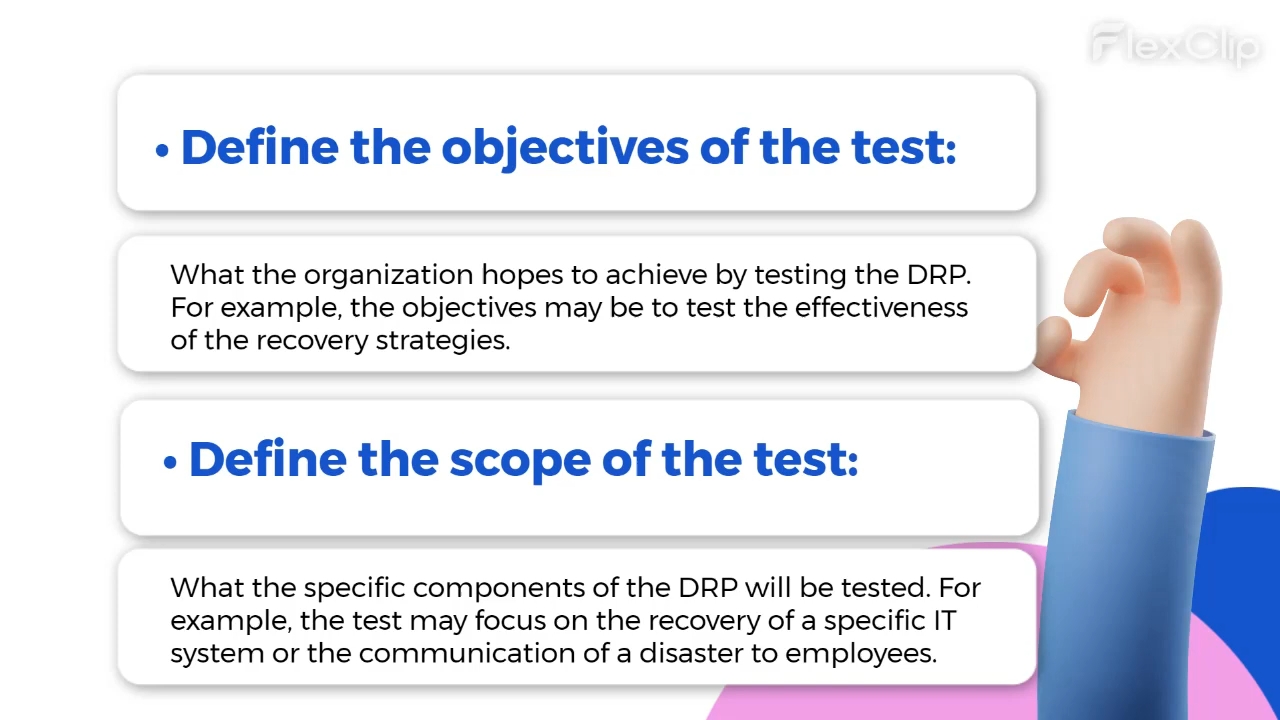 FlexClip
• Define the objectives of the test:
What the organization hopes to achieve by testing the DRP.
For example, the objectives may be to test the effectiveness
of the recovery strategies.
• Define the scope of the test:
What the specific components of the DRP will be tested. For
example, the test may focus on the recovery of a specific IT
system or the communication of a disaster to employees.